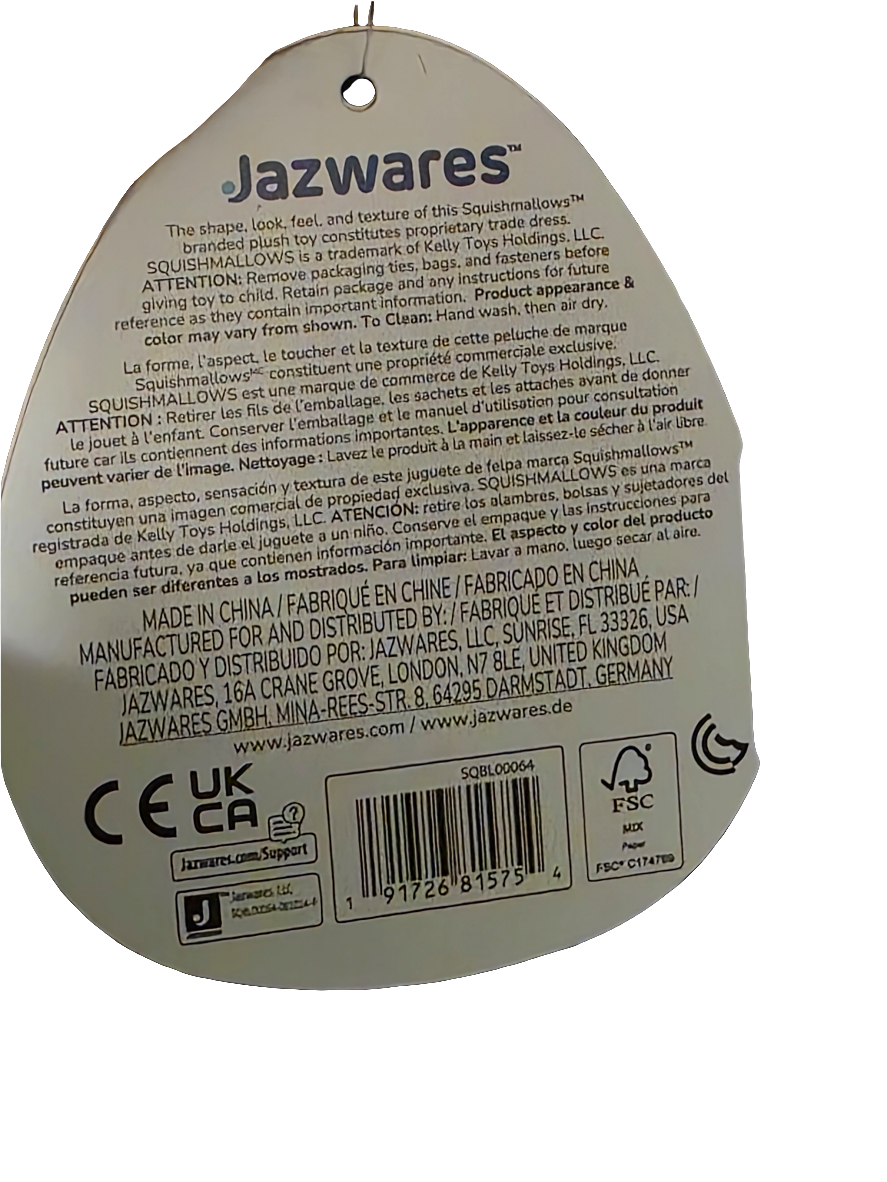 Jazwares™
The shape, look, feel, and texture of this Squishmallows™
branded plush toy constitutes proprietary trade dress.
SQUISHMALLOWS is a trademark of Kelly Toys Holdings, LLC.
ATTENTION: Remove packaging ties, bags, and fasteners before
giving toy to child. Retain package and any instructions for future
reference as they contain important information. Product appearance &
color may vary from shown. To Clean: Hand wash, then air dry.
La forme, l'aspect, le toucher et la texture de cette peluche de marque
Squishmallowsᴹᶜ constituent une propriété commerciale exclusive.
SQUISHMALLOWS est une marque de commerce de Kelly Toys Holdings, LLC.
ATTENTION : Retirer les fils de l'emballage, les sachets et les attaches avant de donner
le jouet à l'enfant. Conserver l'emballage et le manuel d'utilisation pour consultation
future car ils contiennent des informations importantes. L'apparence et la couleur du produit
peuvent varier de l'image. Nettoyage : Lavez le produit à la main et laissez-le sécher à l'air libre.
La forma, aspecto, sensación y textura de este juguete de felpa marca Squishmallows™
constituyen una imagen comercial de propiedad exclusiva. SQUISHMALLOWS es una marca
registrada de Kelly Toys Holdings, LLC. ATENCIÓN: retire los alambres, bolsas y sujetadores del
empaque antes de darle el juguete a un niño. Conserve el empaque y las instrucciones para
referencia futura, ya que contienen información importante. El aspecto y color del producto
pueden ser diferentes a los mostrados. Para limpiar: Lavar a mano, luego secar al aire.
MADE IN CHINA / FABRIQUÉ EN CHINE / FABRICADO EN CHINA
MANUFACTURED FOR AND DISTRIBUTED BY: / FABRIQUÉ ET DISTRIBUÉ PAR: /
FABRICADO Y DISTRIBUIDO POR: JAZWARES, LLC. SUNRISE, FL 33326, USA
JAZWARES, 16A CRANE GROVE, LONDON, N7 8LE, UNITED KINGDOM
JAZWARES GMBH, MINA-REES-STR. 8, 64295 DARMSTADT, GERMANY
www.jazwares.com / www.jazwares.de
CE UK
CA
Jazwares.com/Support
J™ Jazwares, LLC
SQBL00064
1 91726 81575 4
FSC
MIX
Paper
FSC® C174769